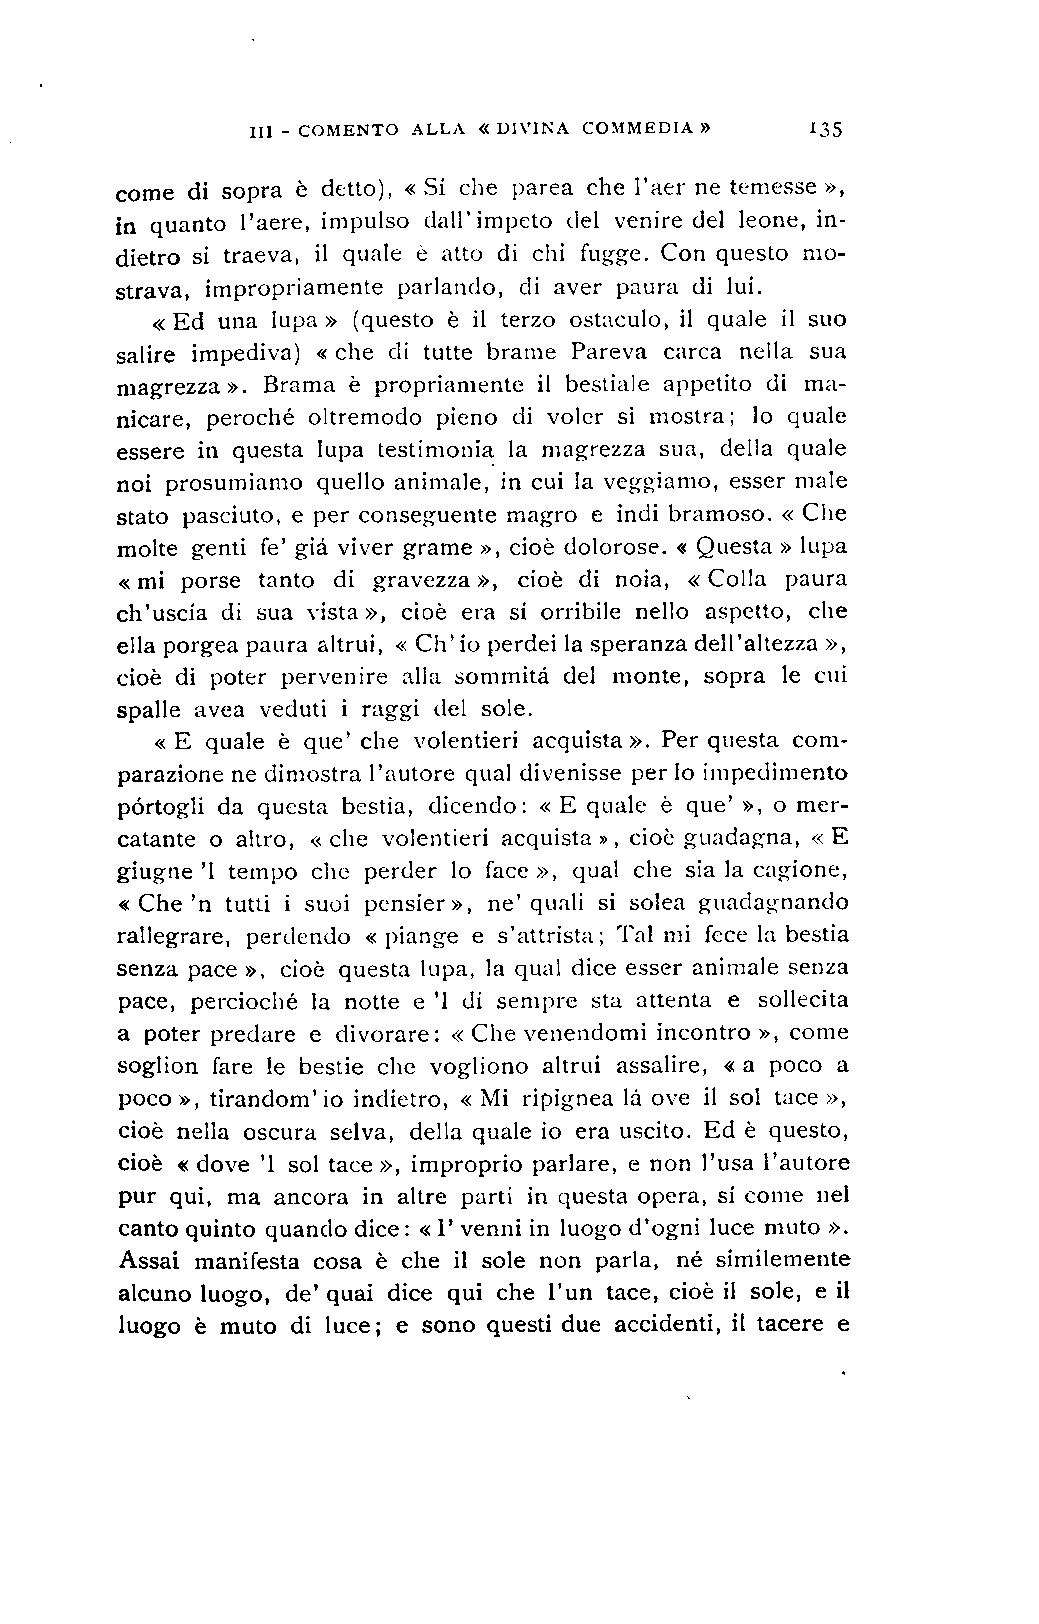 III – COMENTO ALLA « DIVINA COMMEDIA » 135
come di sopra è detto), « Sí che parea che l'aer ne temesse »,
in quanto l'aere, impulso dall'impeto del venire del leone, in-
dietro si traeva, il quale è atto di chi fugge. Con questo mo-
strava, impropriamente parlando, di aver paura di lui.
« Ed una lupa » (questo è il terzo ostaculo, il quale il suo
salire impediva) « che di tutte brame Pareva carca nella sua
magrezza ». Brama è propriamente il bestiale appetito di ma-
nicare, peroché oltremodo pieno di voler si mostra; lo quale
essere in questa lupa testimonia la magrezza sua, della quale
noi prosumiamo quello animale, in cui la veggiamo, esser male
stato pasciuto, e per conseguente magro e indi bramoso. « Che
molte genti fe' giá viver grame », cioè dolorose. « Questa » lupa
« mi porse tanto di gravezza », cioè di noia, « Colla paura
ch'uscía di sua vista », cioè era sí orribile nello aspetto, che
ella porgea paura altrui, « Ch'io perdei la speranza dell'altezza »,
cioè di poter pervenire alla sommitá del monte, sopra le cui
spalle avea veduti i raggi del sole.
« E quale è que' che volentieri acquista ». Per questa com-
parazione ne dimostra l'autore qual divenisse per lo impedimento
pórtogli da questa bestia, dicendo: « E quale è que' », o mer-
catante o altro, « che volentieri acquista », cioè guadagna, « E
giugne 'l tempo che perder lo face », qual che sia la cagione,
« Che 'n tutti i suoi pensier », ne' quali si solea guadagnando
rallegrare, perdendo « piange e s'attrista; Tal mi fece la bestia
senza pace », cioè questa lupa, la qual dice esser animale senza
pace, percioché la notte e 'l dí sempre sta attenta e sollecita
a poter predare e divorare: « Che venendomi incontro », come
soglion fare le bestie che vogliono altrui assalire, « a poco a
poco », tirandom'io indietro, « Mi ripignea lá ove il sol tace »,
cioè nella oscura selva, della quale io era uscito. Ed è questo,
cioè « dove 'l sol tace », improprio parlare, e non l'usa l'autore
pur qui, ma ancora in altre parti in questa opera, sí come nel
canto quinto quando dice: « I' venni in luogo d'ogni luce muto ».
Assai manifesta cosa è che il sole non parla, né similemente
alcuno luogo, de' quai dice qui che l'un tace, cioè il sole, e il
luogo è muto di luce; e sono questi due accidenti, il tacere e